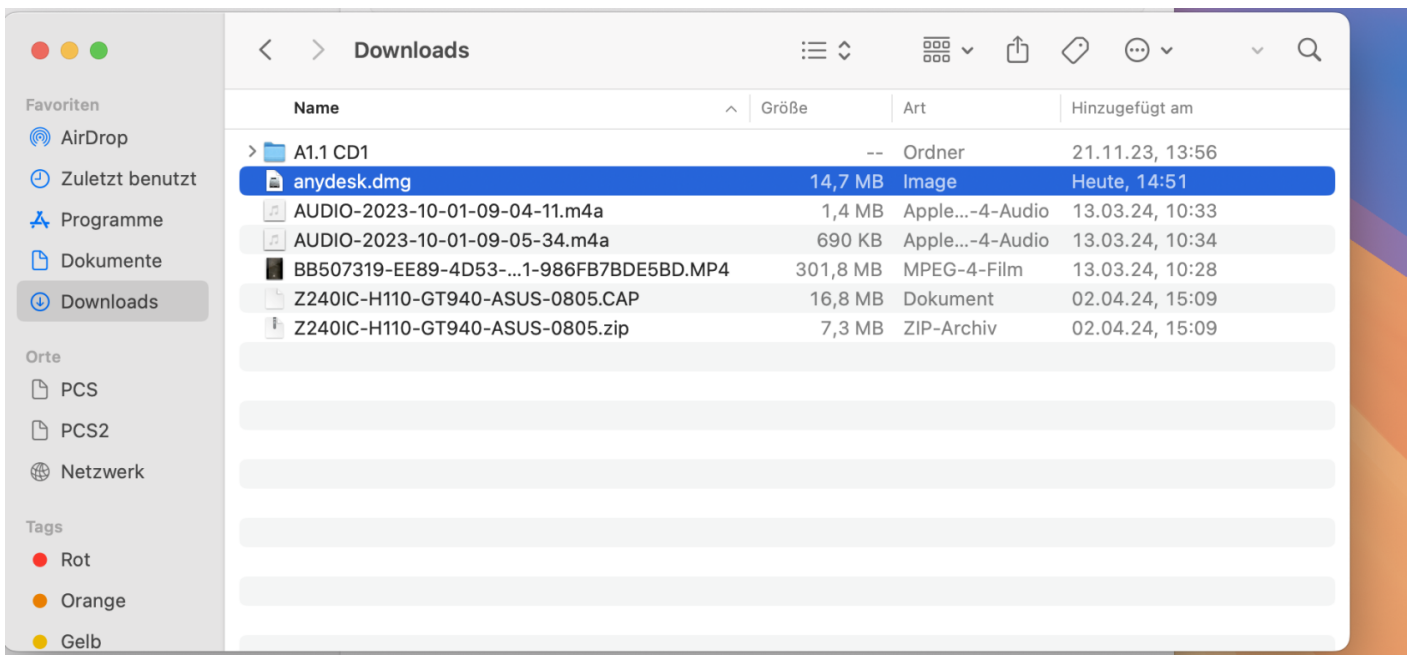 Downloads
Favoriten
AirDrop
Zuletzt benutzt
Programme
Dokumente
Downloads
Orte
PCS
PCS2
Netzwerk
Tags
Rot
Orange
Gelb
Name Größe Art Hinzugefügt am
A1.1 CD1 -- Ordner 21.11.23, 13:56
anydesk.dmg 14,7 MB Image Heute, 14:51
AUDIO-2023-10-01-09-04-11.m4a 1,4 MB Apple...-4-Audio 13.03.24, 10:33
AUDIO-2023-10-01-09-05-34.m4a 690 KB Apple...-4-Audio 13.03.24, 10:34
BB507319-EE89-4D53-...1-986FB7BDE5BD.MP4 301,8 MB MPEG-4-Film 13.03.24, 10:28
Z240IC-H110-GT940-ASUS-0805.CAP 16,8 MB Dokument 02.04.24, 15:09
Z240IC-H110-GT940-ASUS-0805.zip 7,3 MB ZIP-Archiv 02.04.24, 15:09